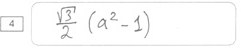 4
√3/2 (a² - 1)